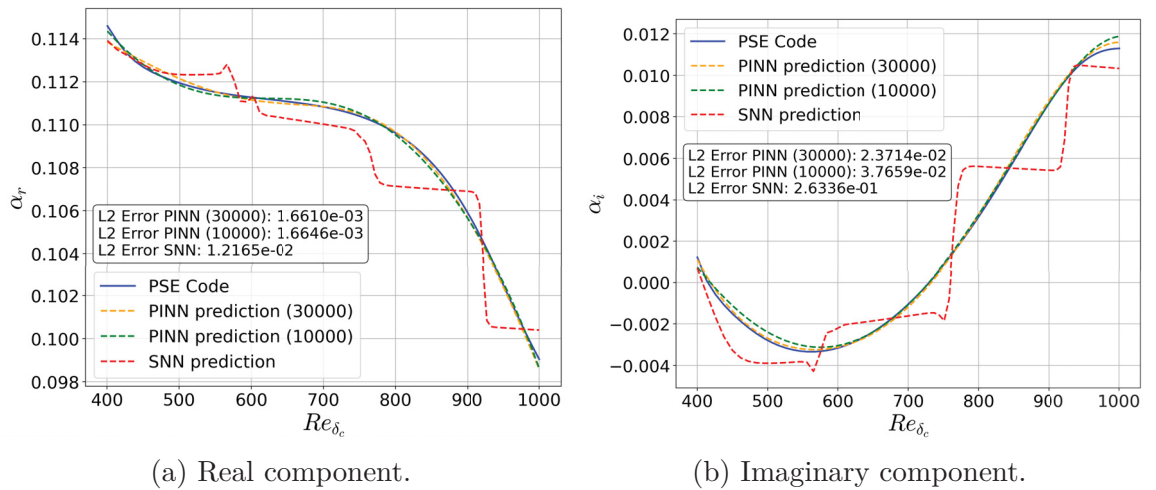 0.114
0.112
0.110
0.108
0.106
0.104
0.102
0.100
0.098
α_r
L2 Error PINN (30000): 1.6610e-03
L2 Error PINN (10000): 1.6646e-03
L2 Error SNN: 1.2165e-02
PSE Code
PINN prediction (30000)
PINN prediction (10000)
SNN prediction
400 500 600 700 800 900 1000
Re_{δ_c}
(a) Real component.
0.012
0.010
0.008
0.006
0.004
0.002
0.000
−0.002
−0.004
α_i
PSE Code
PINN prediction (30000)
PINN prediction (10000)
SNN prediction
L2 Error PINN (30000): 2.3714e-02
L2 Error PINN (10000): 3.7659e-02
L2 Error SNN: 2.6336e-01
400 500 600 700 800 900 1000
Re_{δ_c}
(b) Imaginary component.